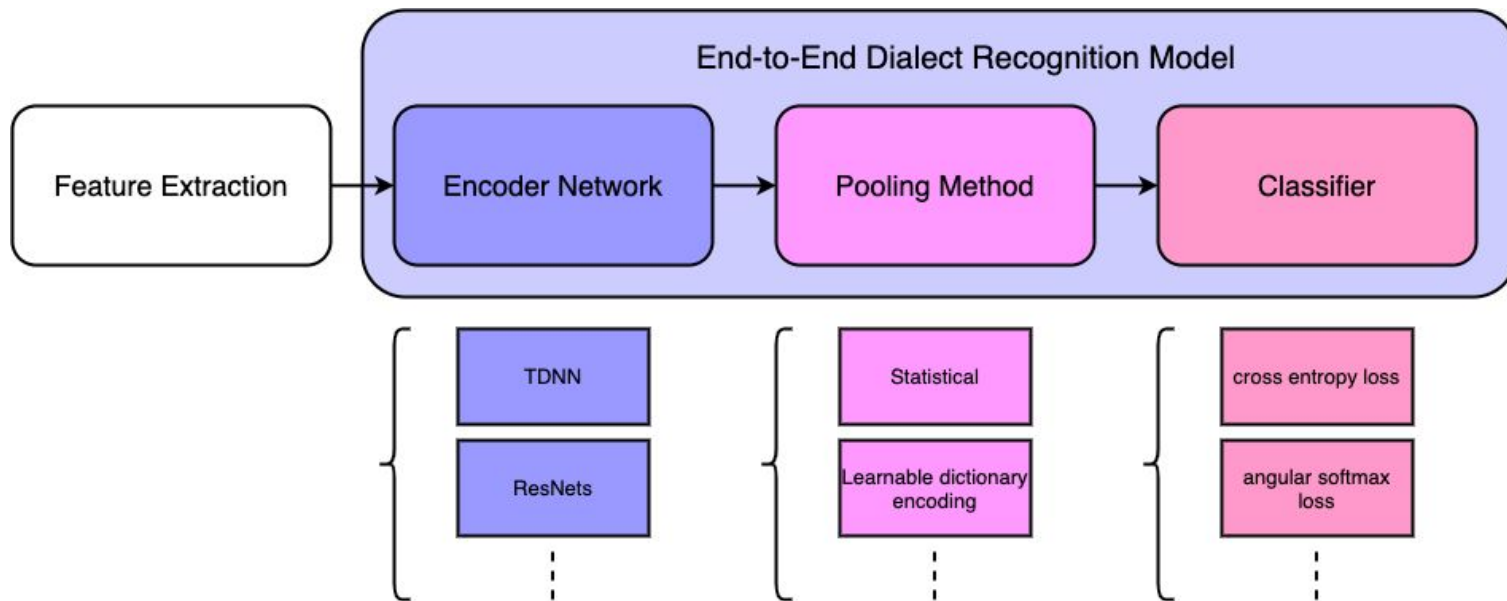 End-to-End Dialect Recognition Model
Feature Extraction
Encoder Network
Pooling Method
Classifier
TDNN
Statistical
cross entropy loss
ResNets
Learnable dictionary
encoding
angular softmax
loss